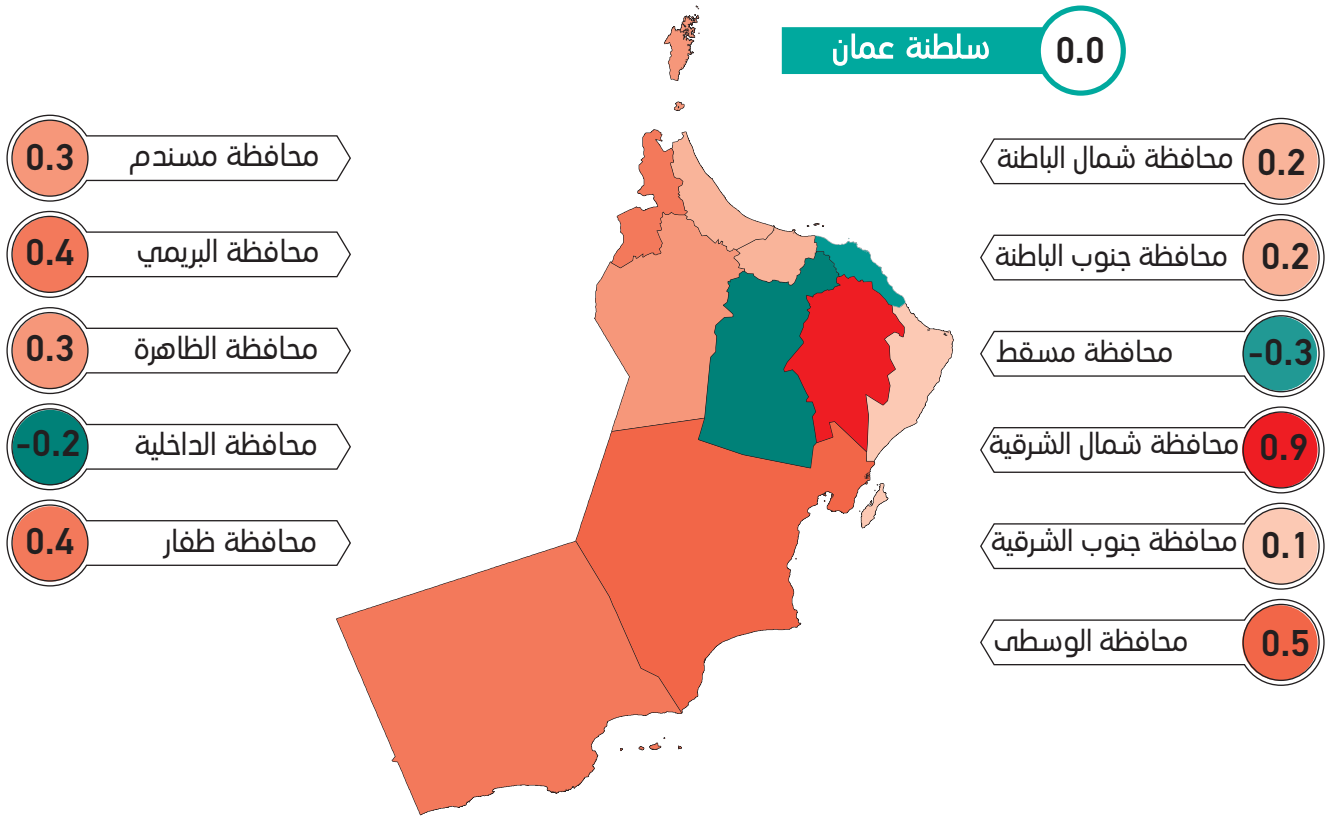 سلطنة عمان 0.0
محافظة شمال الباطنة 0.2
محافظة جنوب الباطنة 0.2
محافظة مسقط -0.3
محافظة شمال الشرقية 0.9
محافظة جنوب الشرقية 0.1
محافظة الوسطى 0.5
محافظة مسندم 0.3
محافظة البريمي 0.4
محافظة الظاهرة 0.3
محافظة الداخلية -0.2
محافظة ظفار 0.4